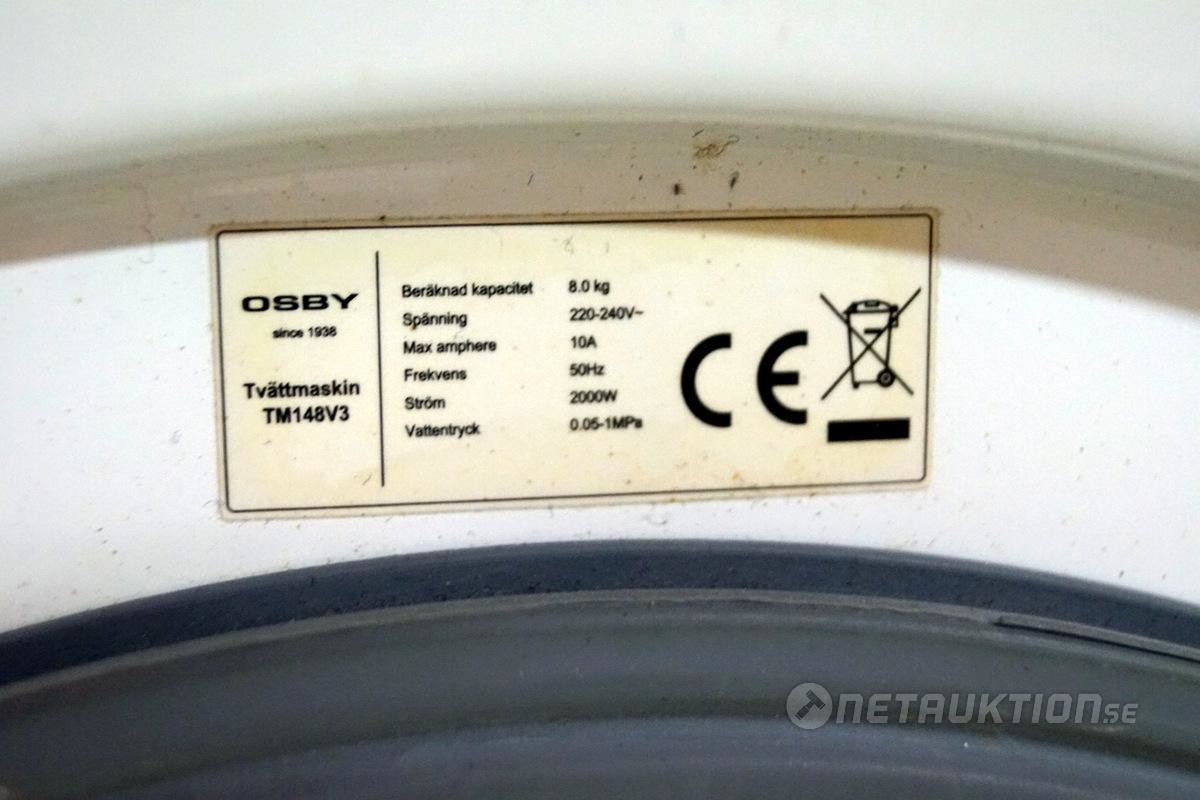 OSBY
since 1938
Tvättmaskin
TM148V3
Beräknad kapacitet 8.0 kg
Spänning 220-240V~
Max amphere 10A
Frekvens 50Hz
Ström 2000W
Vattentryck 0.05-1MPa
CE
NETAUKTION.SE